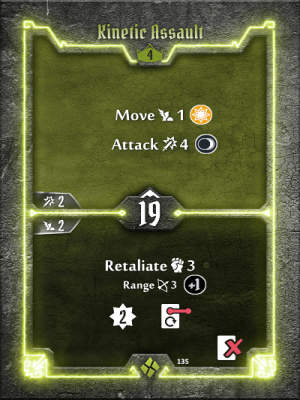 Kinetic Assault
4
Move 1
Attack 4
2
2
19
Retaliate 3
Range 3 +1
2
135